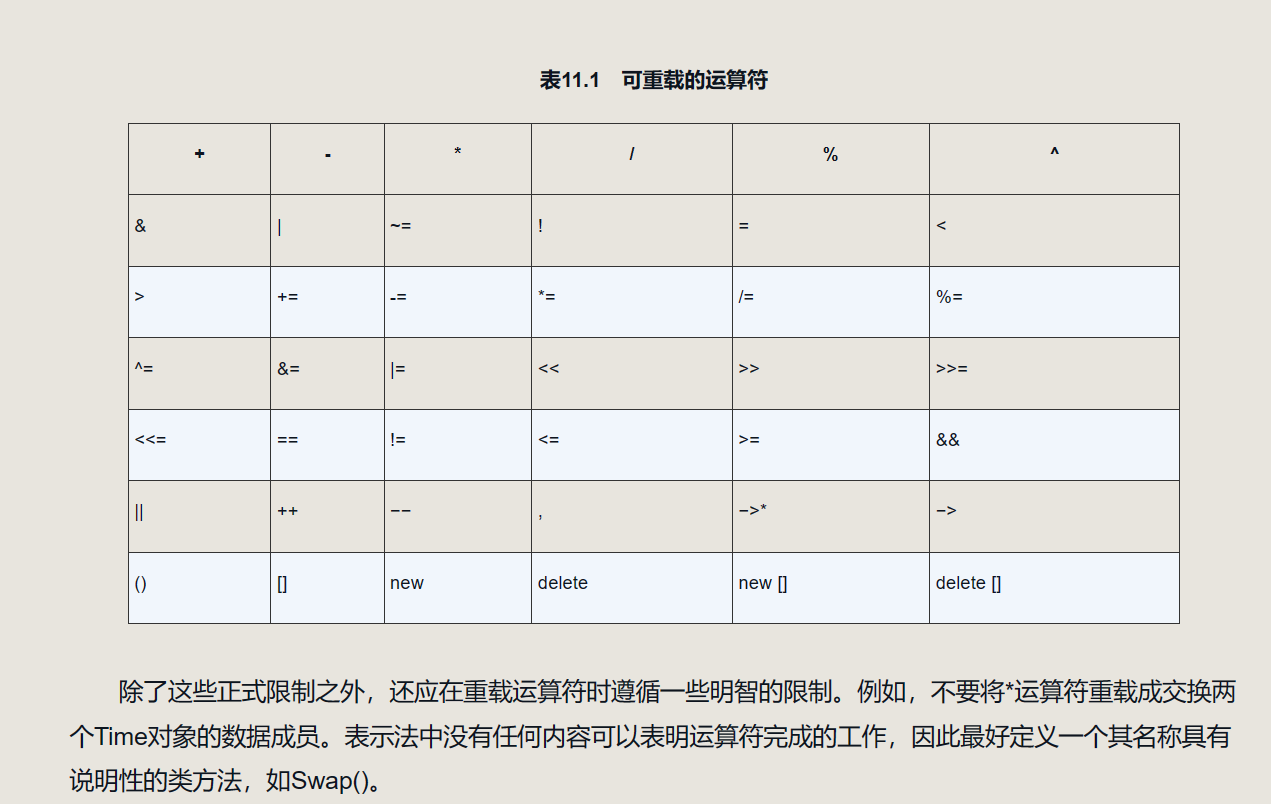 表11.1 可重载的运算符
+ - * / % ^
& | ~= ! = <
> += -= *= /= %=
^= &= |= << >> >>=
<<= == != <= >= &&
|| ++ −− , −>* −>
() [] new delete new [] delete []
除了这些正式限制之外，还应在重载运算符时遵循一些明智的限制。例如，不要将*运算符重载成交换两
个Time对象的数据成员。表示法中没有任何内容可以表明运算符完成的工作，因此最好定义一个其名称具有
说明性的类方法，如Swap()。